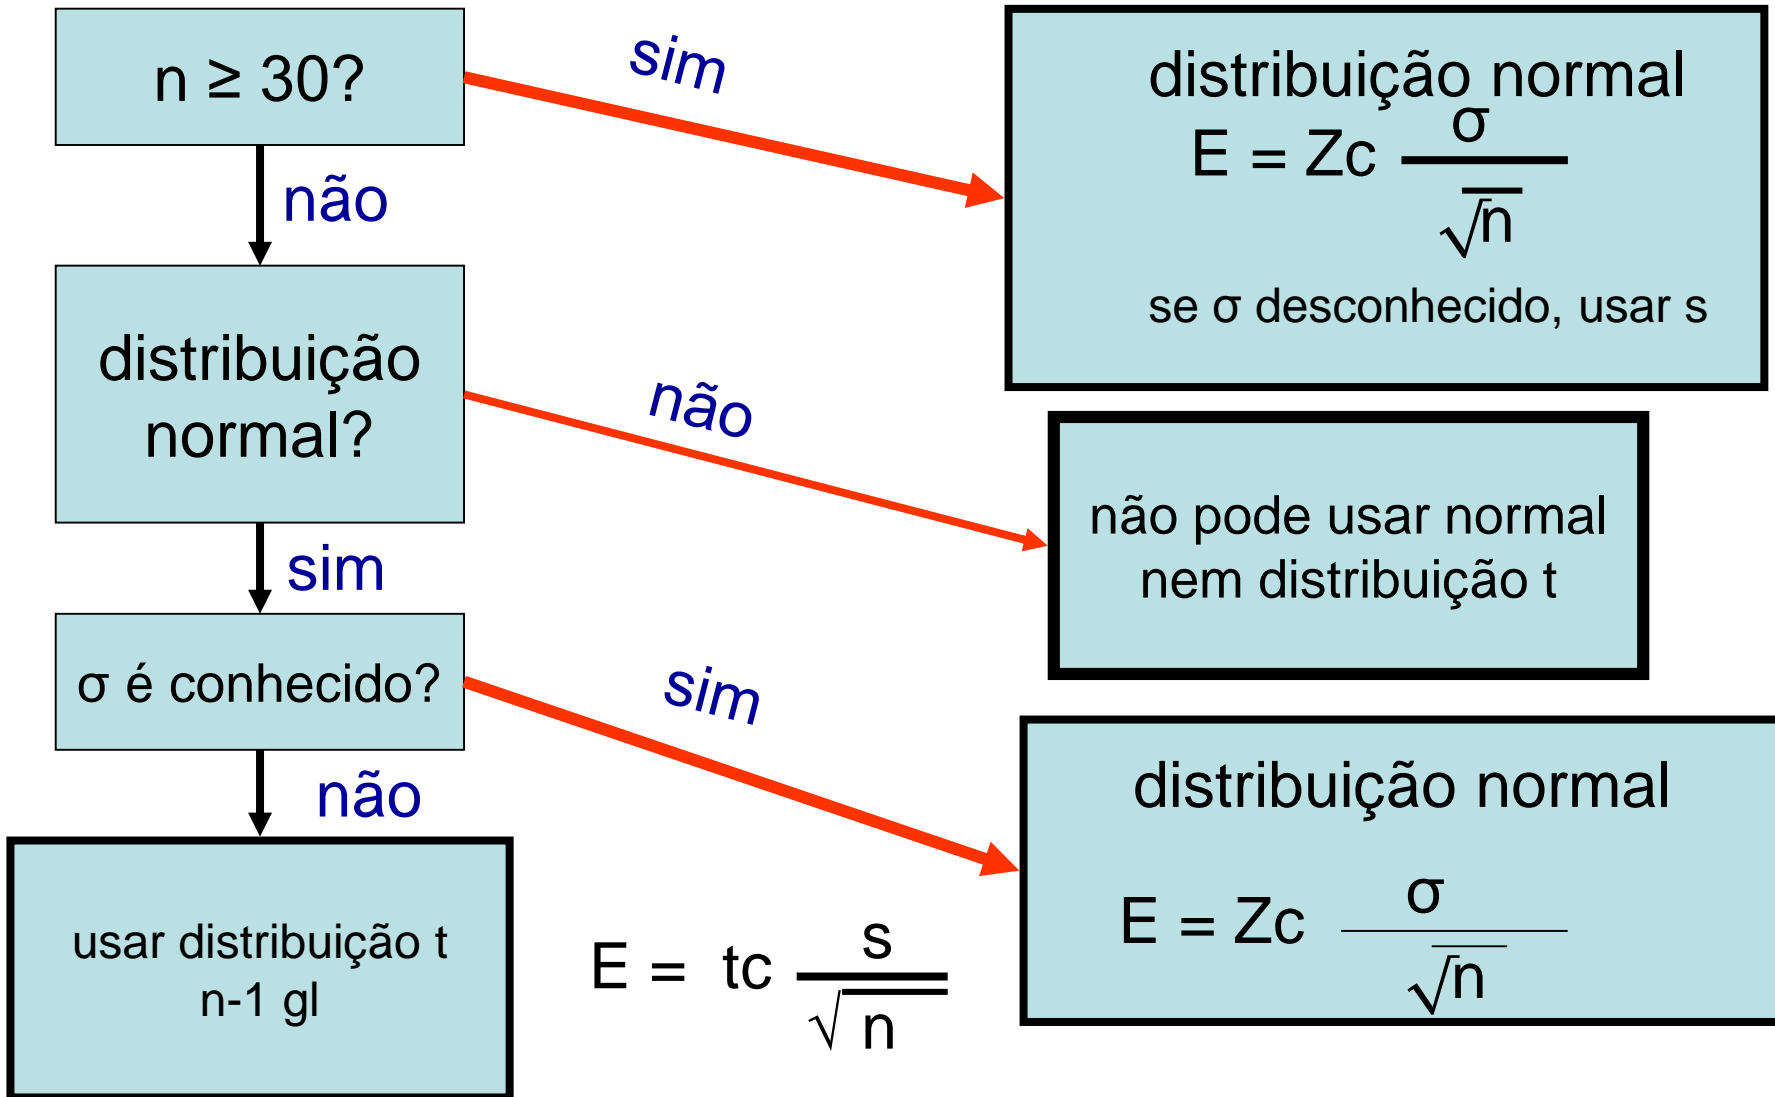 n ≥ 30?
sim
distribuição normal
E = Zc σ
√n
se σ desconhecido, usar s
não
distribuição
normal?
não
não pode usar normal
nem distribuição t
sim
σ é conhecido?
sim
distribuição normal
E = Zc σ
√n
não
usar distribuição t
n-1 gl
E = tc s
√n